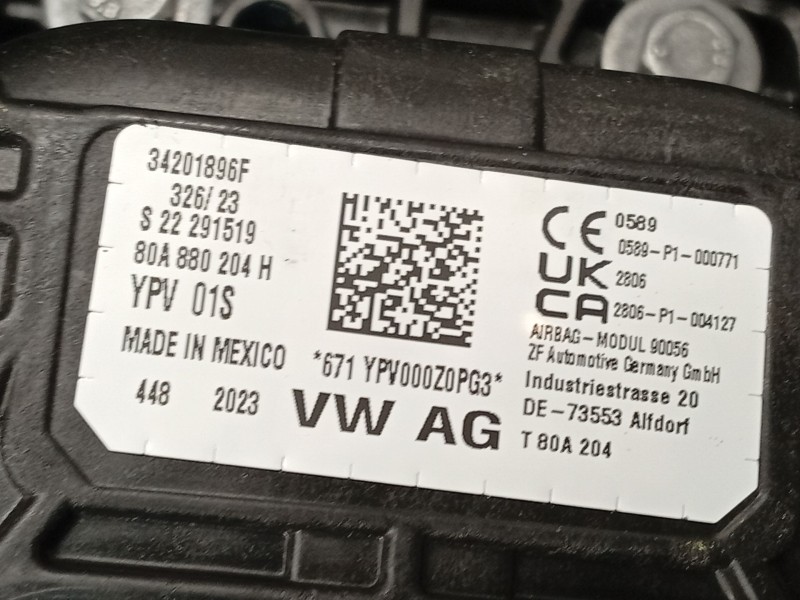 34201896F
326/ 23
S 22 291519
80A 880 204 H
YPV 01S
MADE IN MEXICO
448 2023
*671 YPV000Z0PG3*
VW AG
CE 0589
0589-P1-000771
UK
CA
2806
2806-P1-004127
AIRBAG-MODUL 90056
ZF Automotive Germany GmbH
Industriestrasse 20
DE-73553 Alfdorf
T 80A 204